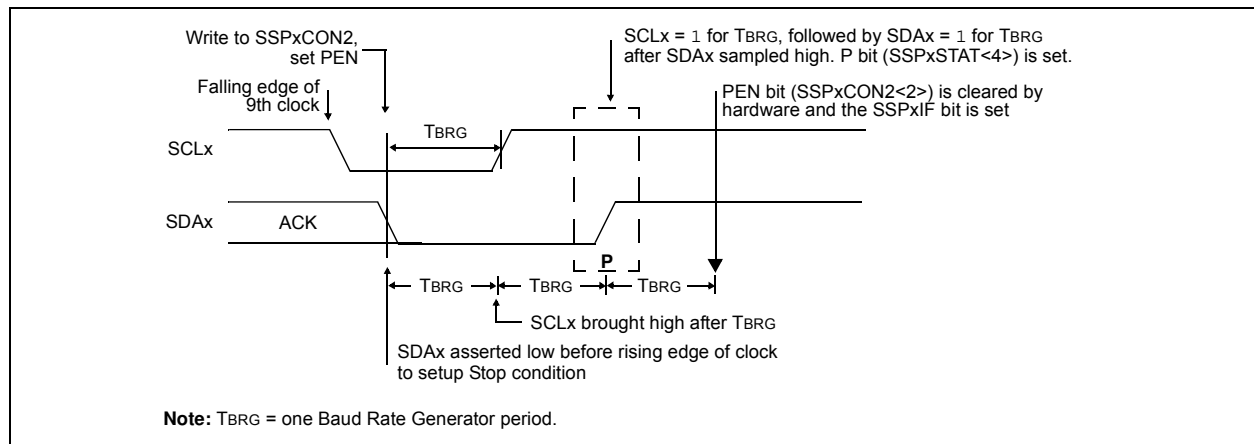 Write to SSPxCON2,
set PEN
SCLx = 1 for TBRG, followed by SDAx = 1 for TBRG
after SDAx sampled high. P bit (SSPxSTAT<4>) is set.
Falling edge of
9th clock
PEN bit (SSPxCON2<2>) is cleared by
hardware and the SSPxIF bit is set
TBRG
SCLx
SDAx
ACK
P
TBRG
TBRG
TBRG
SCLx brought high after TBRG
SDAx asserted low before rising edge of clock
to setup Stop condition
Note: TBRG = one Baud Rate Generator period.